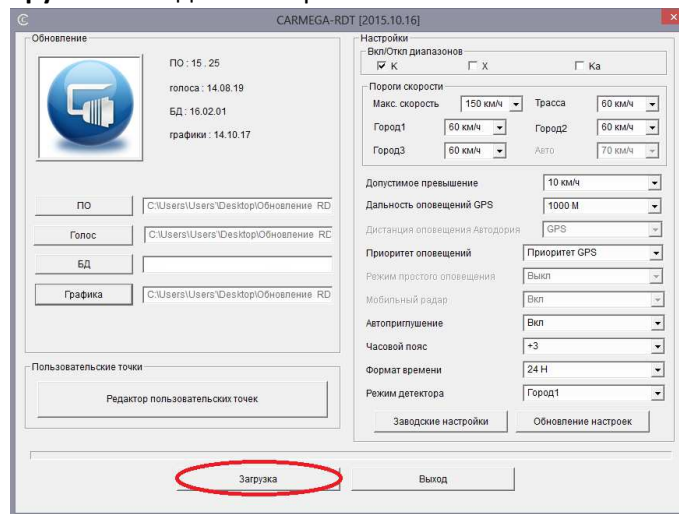 CARMEGA-RDT [2015.10.16]
Обновление
ПО : 15 . 25
голоса : 14.08.19
БД : 16.02.01
графики : 14.10.17
ПО C:\Users\Users\Desktop\Обновление RD
Голос C:\Users\Users\Desktop\Обновление RD
БД
Графика C:\Users\Users\Desktop\Обновление RD
Пользовательские точки
Редактор пользовательских точек
Настройки
Вкл/Откл диапазонов
K X Ka
Пороги скорости
Макс. скорость 150 км/ч Трасса 60 км/ч
Город1 60 км/ч Город2 60 км/ч
Город3 60 км/ч Авто 70 км/ч
Допустимое превышение 10 км/ч
Дальность оповещений GPS 1000 М
Дистанция оповещения Автодория GPS
Приоритет оповещений Приоритет GPS
Режим простого оповещения Выкл
Мобильный радар Вкл
Автоприглушение Вкл
Часовой пояс +3
Формат времени 24 H
Режим детектора Город1
Заводские настройки Обновление настроек
Загрузка Выход